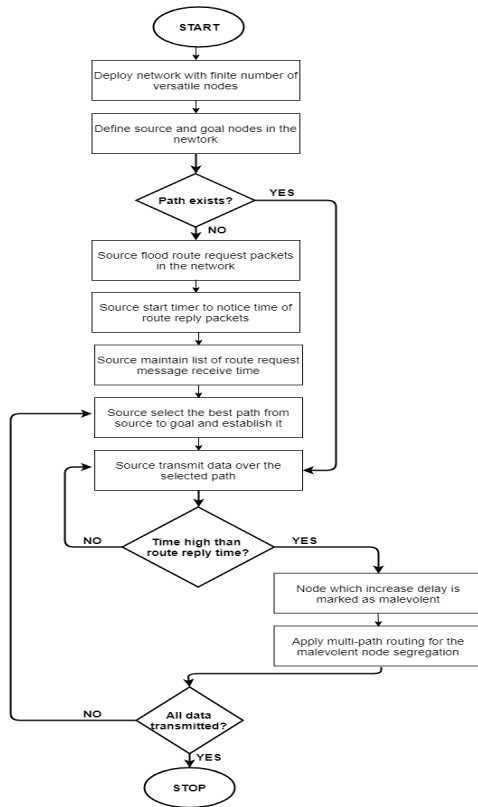 START
Deploy network with finite number of
versatile nodes
Define source and goal nodes in the
newtork
Path exists?
YES
NO
Source flood route request packets
in the network
Source start timer to notice time of
route reply packets
Source maintain list of route request
message receive time
Source select the best path from
source to goal and establish it
Source transmit data over the
selected path
NO
Time high than
route reply time?
YES
Node which increase delay is
marked as malevolent
Apply multi-path routing for the
malevolent node segregation
NO
All data
transmitted?
YES
STOP